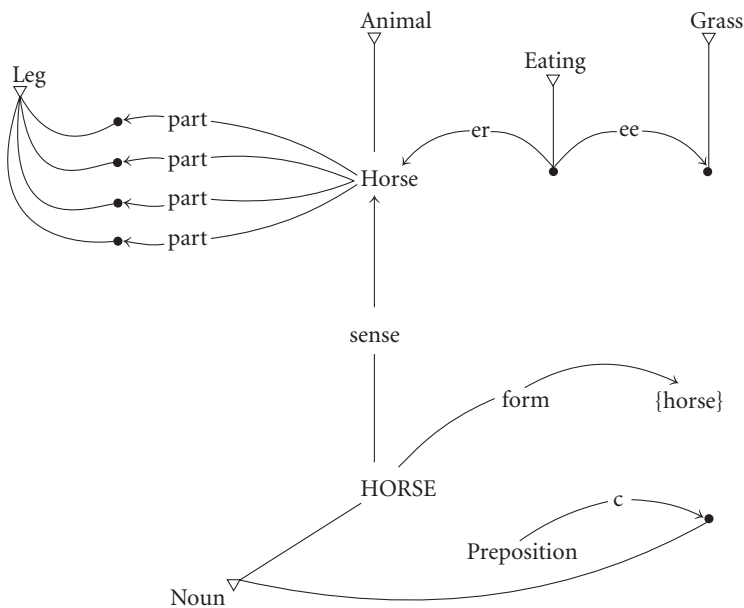 Animal
Grass
Eating
Leg
part
er
ee
part
Horse
part
part
sense
form
{horse}
HORSE
c
Preposition
Noun